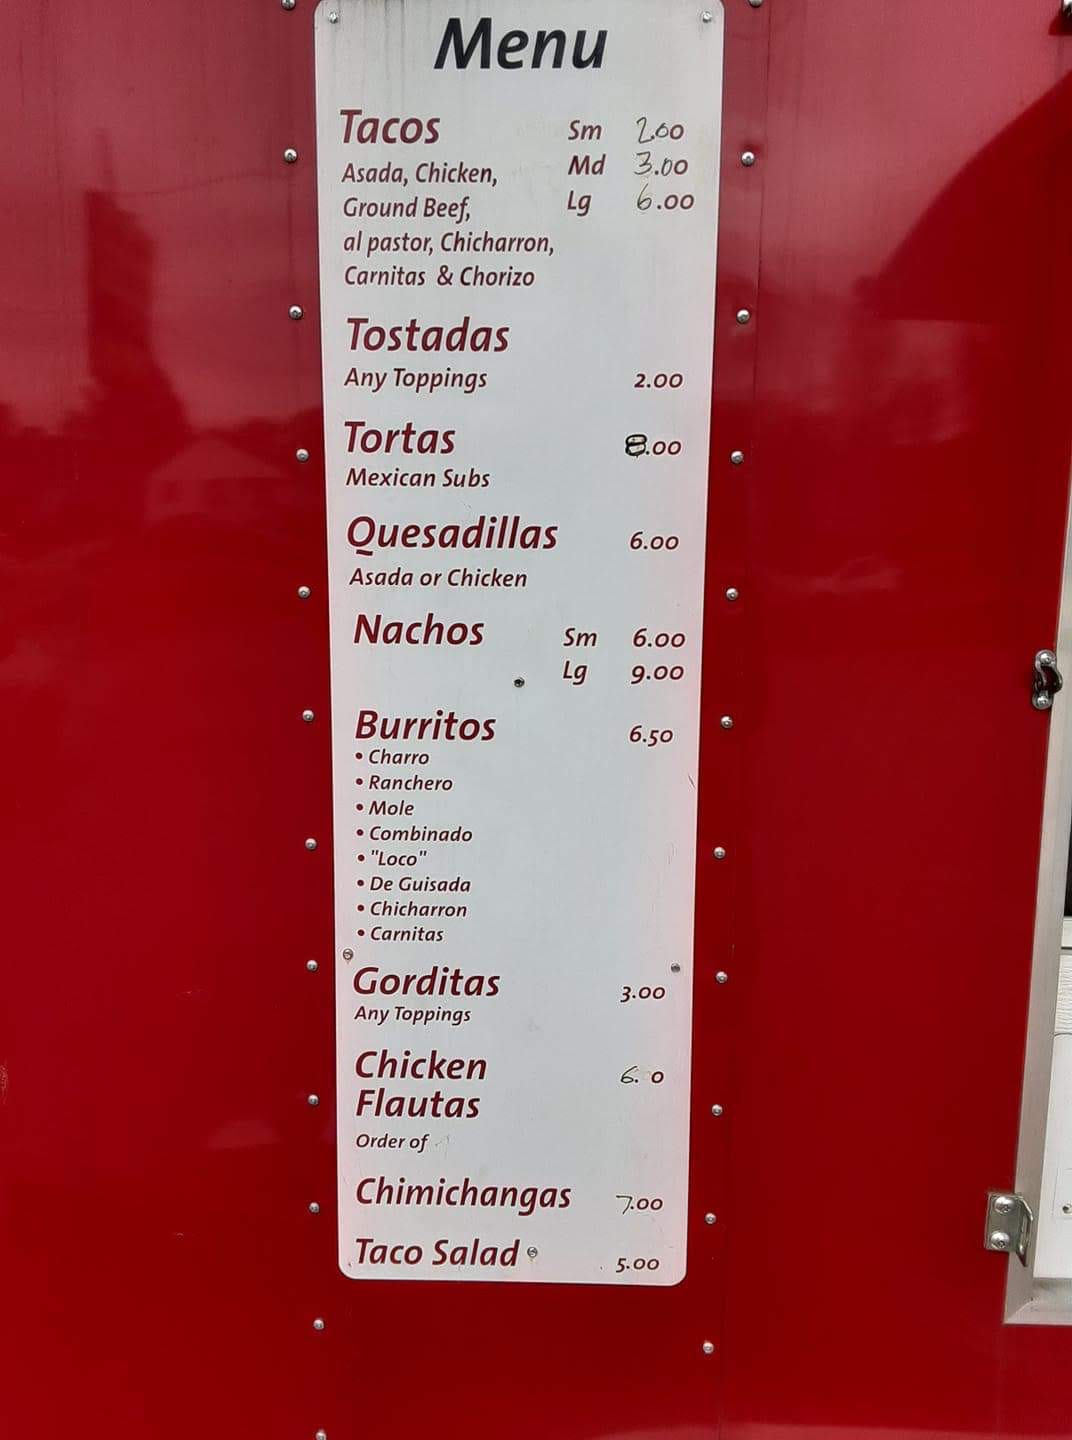 Menu
Tacos Sm 2.00
Asada, Chicken, Md 3.00
Ground Beef, Lg 6.00
al pastor, Chicharron,
Carnitas & Chorizo
Tostadas
Any Toppings 2.00
Tortas 8.00
Mexican Subs
Quesadillas 6.00
Asada or Chicken
Nachos Sm 6.00
Lg 9.00
Burritos 6.50
• Charro
• Ranchero
• Mole
• Combinado
• "Loco"
• De Guisada
• Chicharron
• Carnitas
Gorditas 3.00
Any Toppings
Chicken 6. 0
Flautas
Order of
Chimichangas 7.00
Taco Salad 5.00